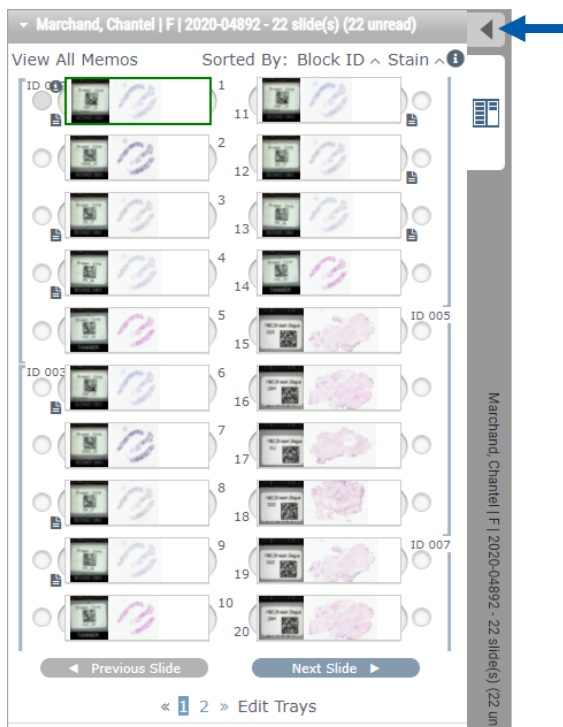 Marchand, Chantel | F | 2020-04892 - 22 slide(s) (22 unread)
View All Memos Sorted By: Block ID Stain
1
11
2
12
3
13
4
14
5
ID 005
15
ID 003
6
16
7
17
8
18
9
ID 007
19
10
20
Previous Slide Next Slide
« 1 2 » Edit Trays
Marchand, Chantel | F | 2020-04892 - 22 slide(s) (22 un